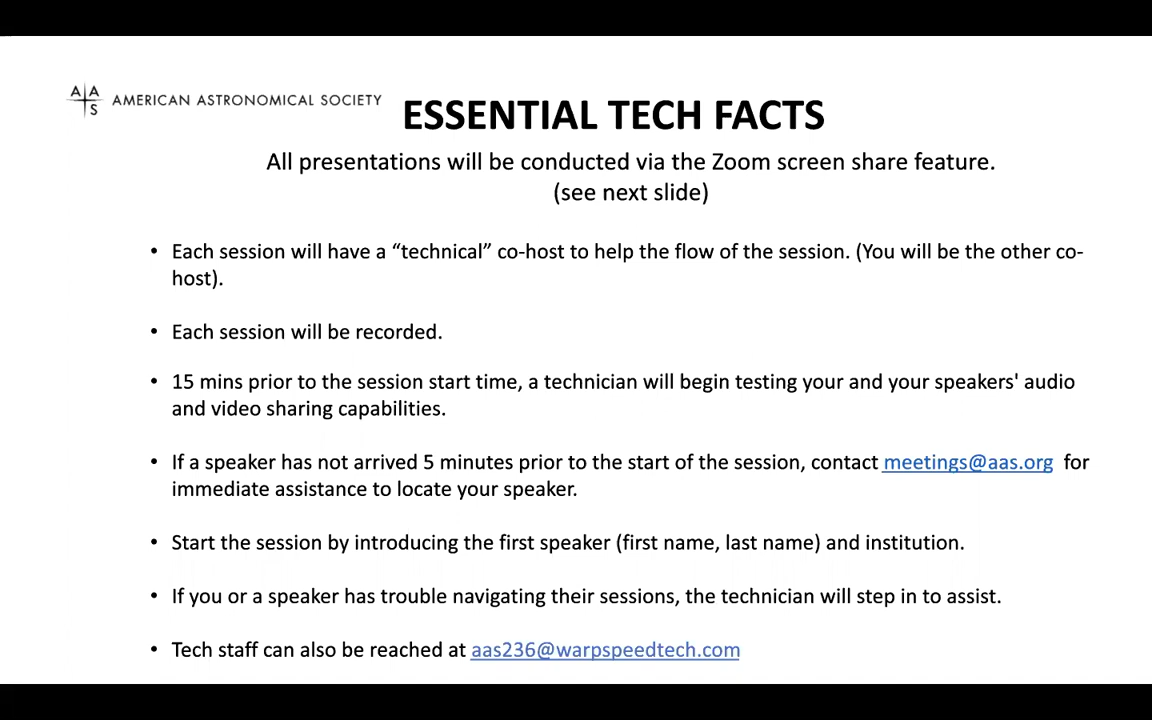 A A
S
AMERICAN ASTRONOMICAL SOCIETY
ESSENTIAL TECH FACTS
All presentations will be conducted via the Zoom screen share feature.
(see next slide)
• Each session will have a “technical” co-host to help the flow of the session. (You will be the other co-
host).
• Each session will be recorded.
• 15 mins prior to the session start time, a technician will begin testing your and your speakers' audio
and video sharing capabilities.
• If a speaker has not arrived 5 minutes prior to the start of the session, contact meetings@aas.org for
immediate assistance to locate your speaker.
• Start the session by introducing the first speaker (first name, last name) and institution.
• If you or a speaker has trouble navigating their sessions, the technician will step in to assist.
• Tech staff can also be reached at aas236@warpspeedtech.com